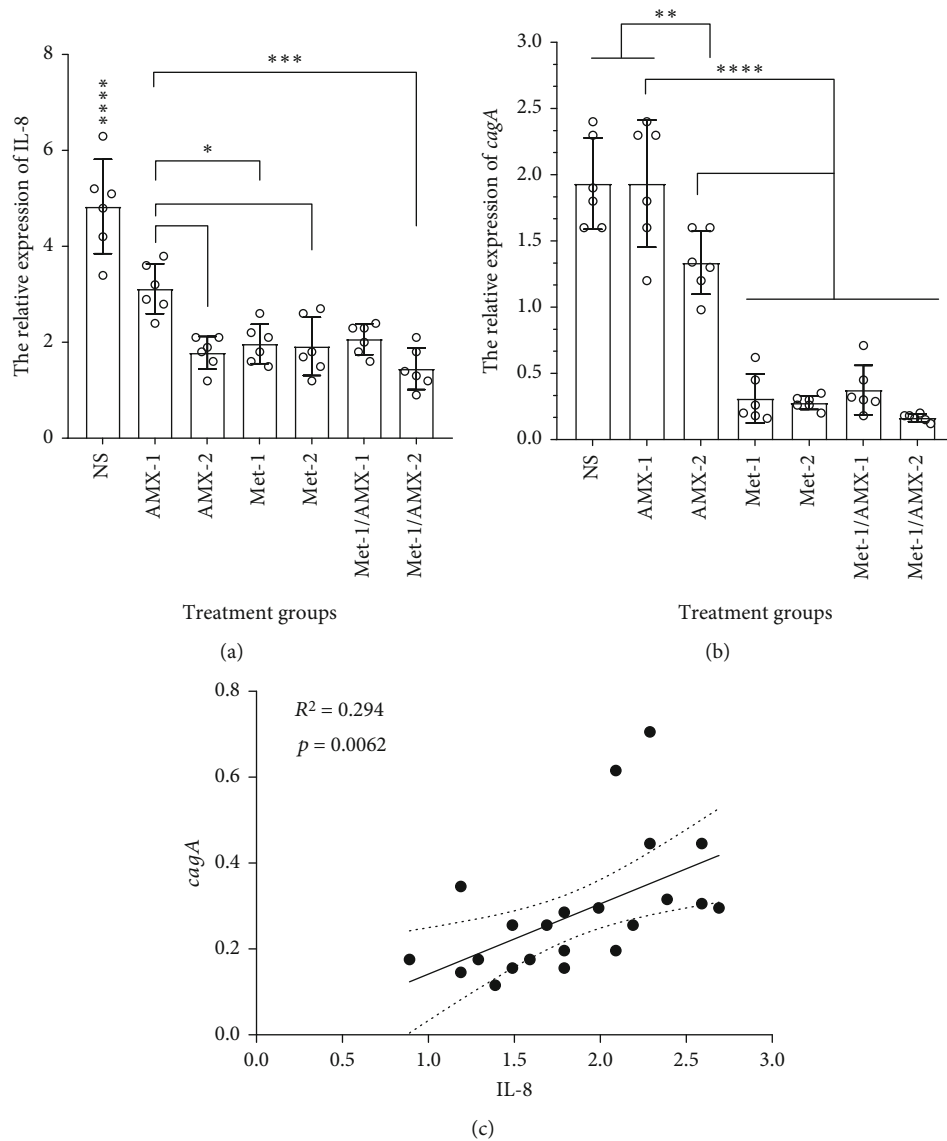 8
6
4
2
0
The relative expression of IL-8
****
***
*
NS
AMX-1
AMX-2
Met-1
Met-2
Met-1/AMX-1
Met-1/AMX-2
Treatment groups
(a)
3.0
2.5
2.0
1.5
1.0
0.5
0.0
The relative expression of cagA
**
****
NS
AMX-1
AMX-2
Met-1
Met-2
Met-1/AMX-1
Met-1/AMX-2
Treatment groups
(b)
0.8
0.6
0.4
0.2
0.0
cagA
R² = 0.294
p = 0.0062
0.0 0.5 1.0 1.5 2.0 2.5 3.0
IL-8
(c)